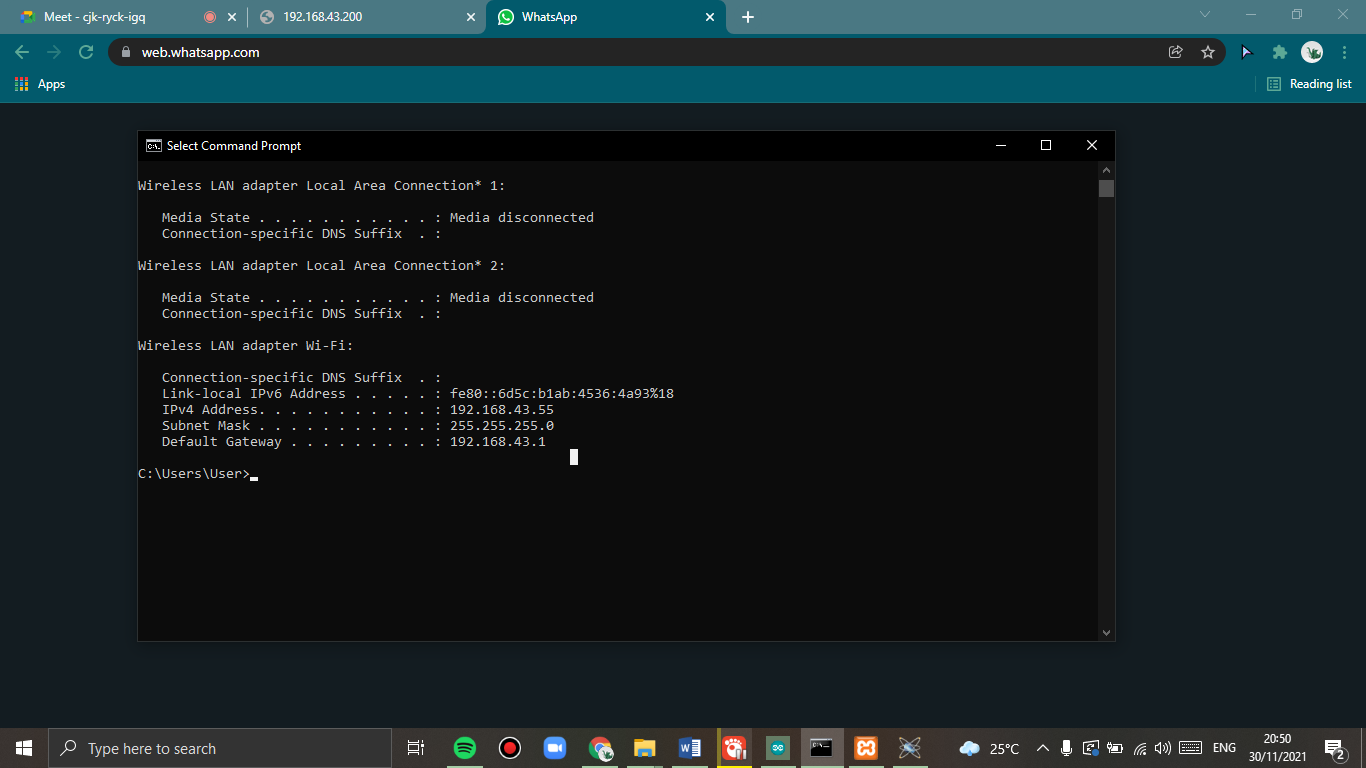 Meet - cjk-ryck-igq
192.168.43.200
WhatsApp
web.whatsapp.com
Apps
Reading list
Select Command Prompt
Wireless LAN adapter Local Area Connection* 1:
Media State . . . . . . . . . . . : Media disconnected
Connection-specific DNS Suffix  . :
Wireless LAN adapter Local Area Connection* 2:
Media State . . . . . . . . . . . : Media disconnected
Connection-specific DNS Suffix  . :
Wireless LAN adapter Wi-Fi:
Connection-specific DNS Suffix  . :
Link-local IPv6 Address . . . . . : fe80::6d5c:b1ab:4536:4a93%18
IPv4 Address. . . . . . . . . . . : 192.168.43.55
Subnet Mask . . . . . . . . . . . : 255.255.255.0
Default Gateway . . . . . . . . . : 192.168.43.1
C:\Users\User>
Type here to search
25°C
ENG
20:50
30/11/2021
2